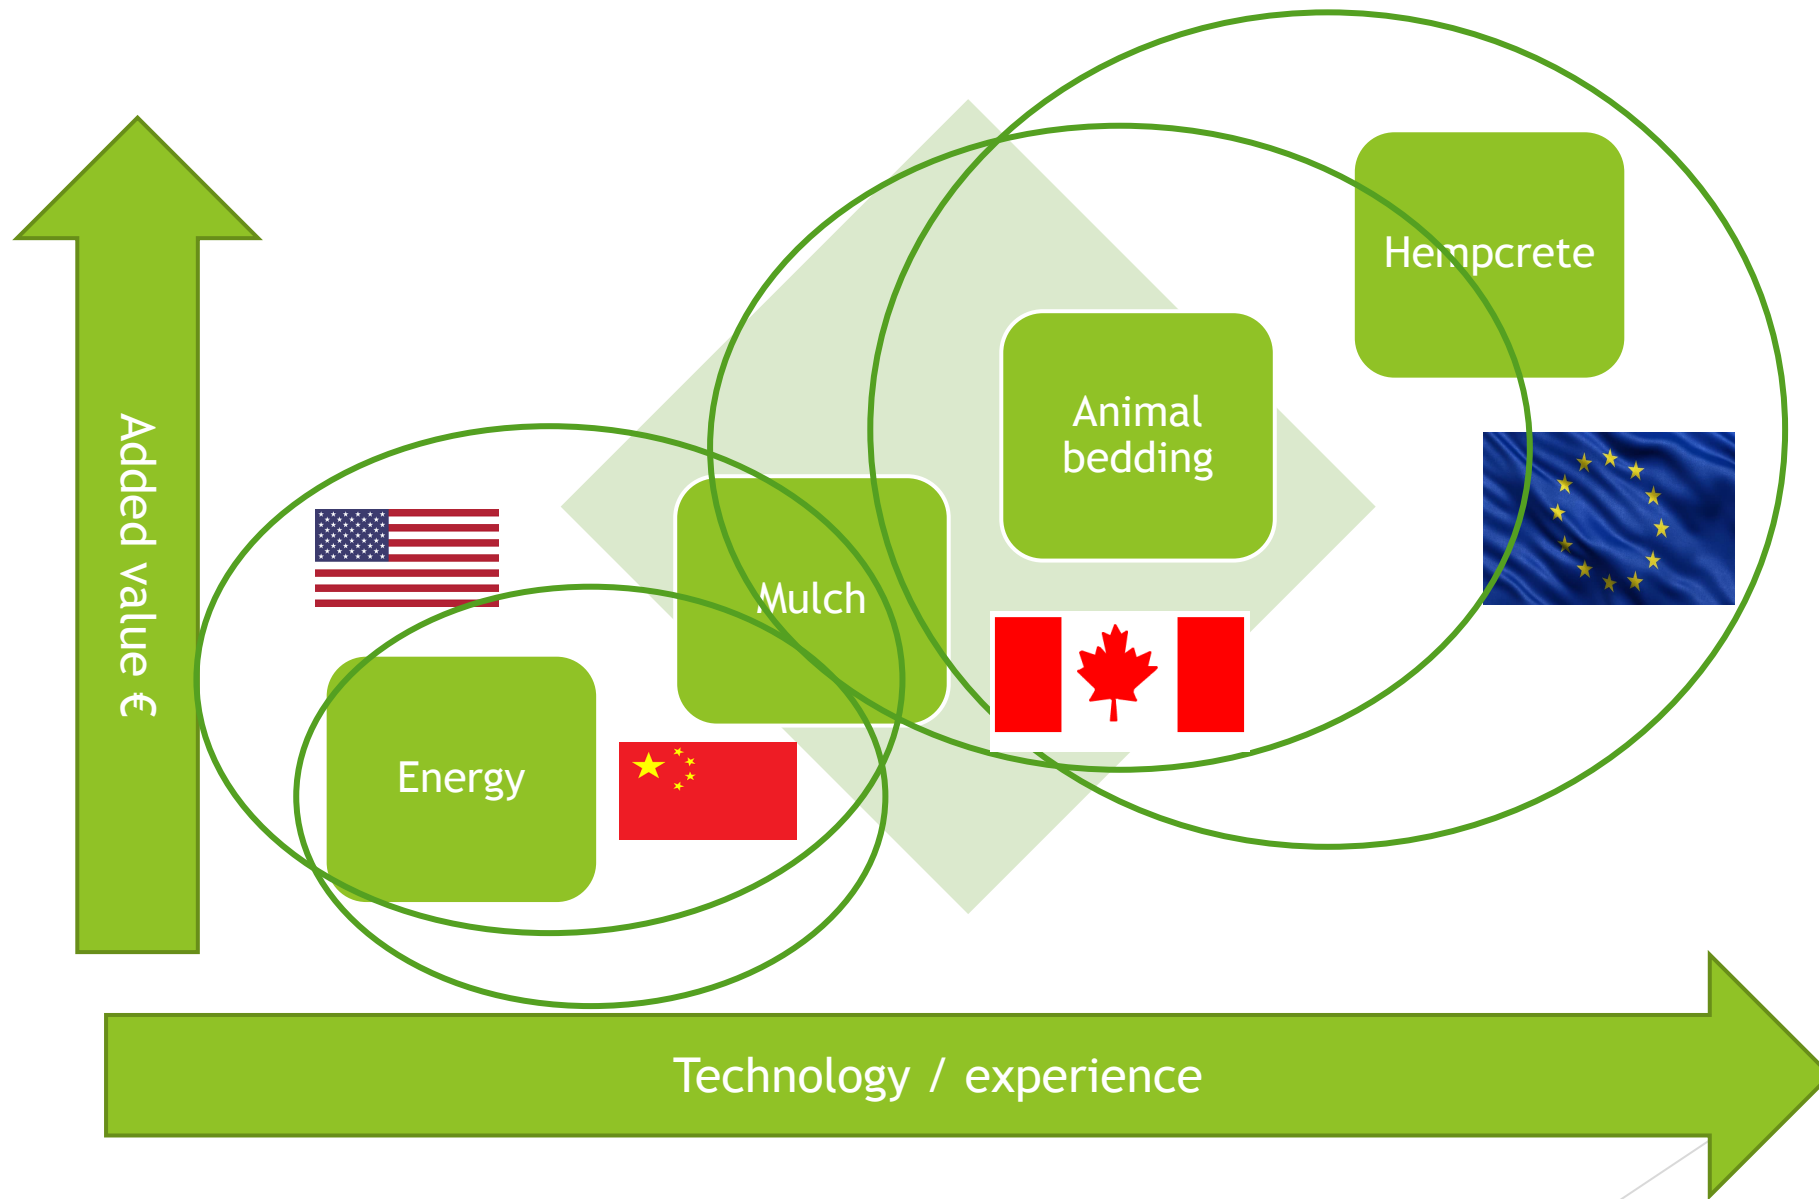 Added value €
Hempcrete
Animal
bedding
Mulch
Energy
Technology / experience